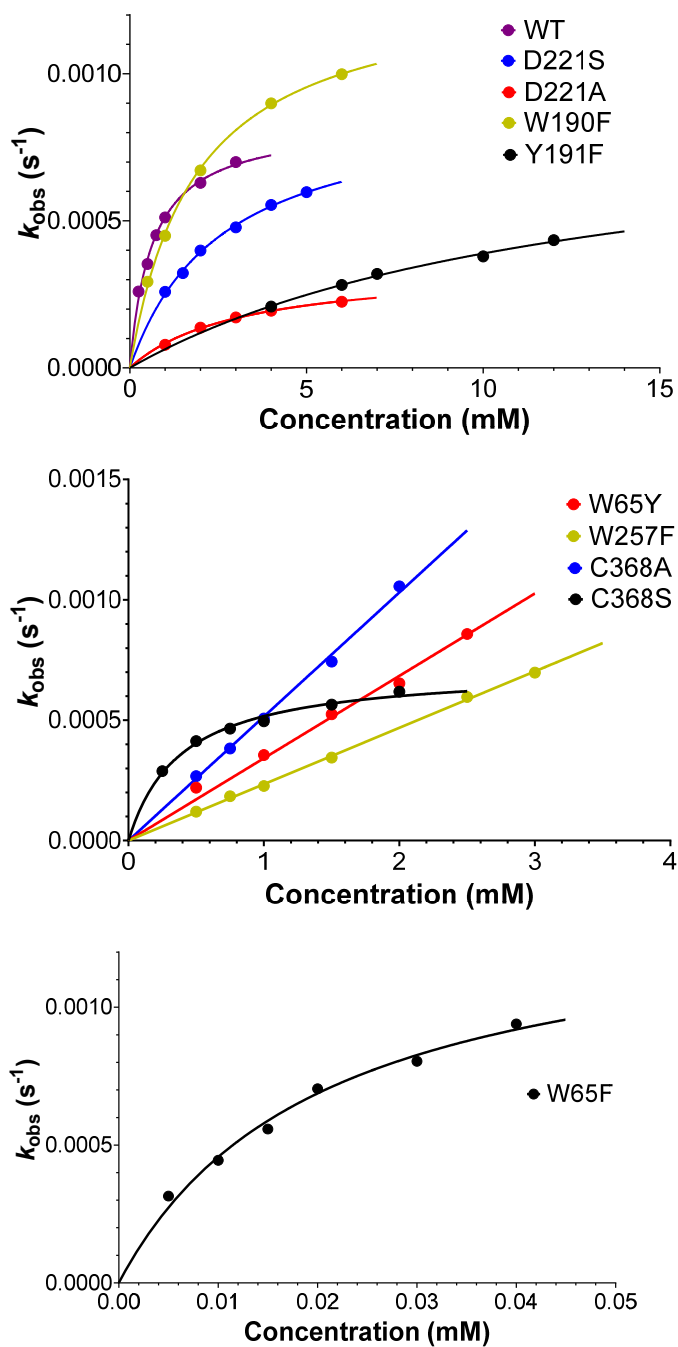 WT
D221S
D221A
W190F
Y191F
0.0010
0.0005
0.0000
k_obs (s⁻¹)
0 5 10 15
Concentration (mM)
0.0015
W65Y
W257F
C368A
C368S
0.0010
0.0005
0.0000
k_obs (s⁻¹)
0 1 2 3 4
Concentration (mM)
0.0010
W65F
0.0005
0.0000
k_obs (s⁻¹)
0.00 0.01 0.02 0.03 0.04 0.05
Concentration (mM)